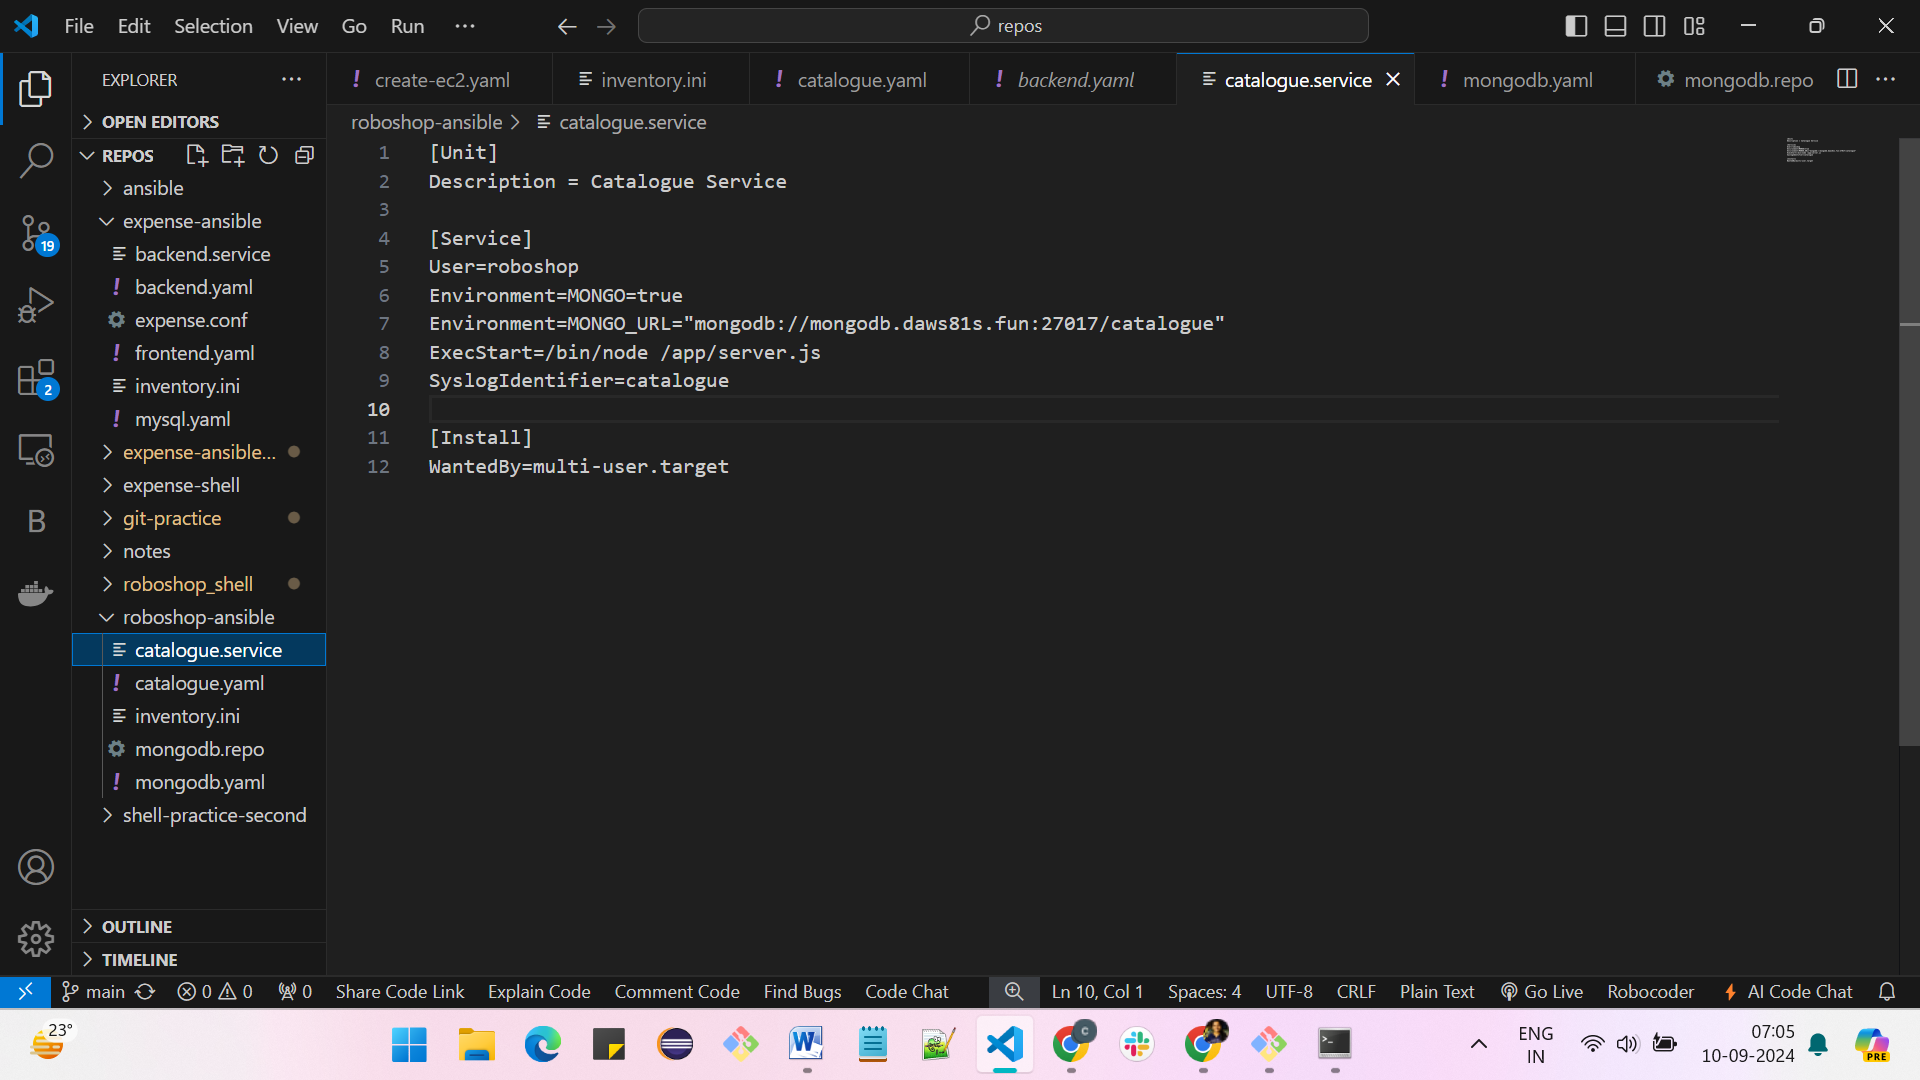 File Edit Selection View Go Run ··· repos
EXPLORER ···
OPEN EDITORS
REPOS
ansible
expense-ansible
backend.service
backend.yaml
expense.conf
frontend.yaml
inventory.ini
mysql.yaml
expense-ansible...
expense-shell
git-practice
notes
roboshop_shell
roboshop-ansible
catalogue.service
catalogue.yaml
inventory.ini
mongodb.repo
mongodb.yaml
shell-practice-second
OUTLINE
TIMELINE
19
2
B
create-ec2.yaml inventory.ini catalogue.yaml backend.yaml catalogue.service mongodb.yaml mongodb.repo ···
roboshop-ansible > catalogue.service
1 [Unit]
2 Description = Catalogue Service
3
4 [Service]
5 User=roboshop
6 Environment=MONGO=true
7 Environment=MONGO_URL="mongodb://mongodb.daws81s.fun:27017/catalogue"
8 ExecStart=/bin/node /app/server.js
9 SyslogIdentifier=catalogue
10
11 [Install]
12 WantedBy=multi-user.target
main 0 0 0 Share Code Link Explain Code Comment Code Find Bugs Code Chat Ln 10, Col 1 Spaces: 4 UTF-8 CRLF Plain Text Go Live Robocoder AI Code Chat
23°
W
C
ENG
IN
07:05
10-09-2024
PRE